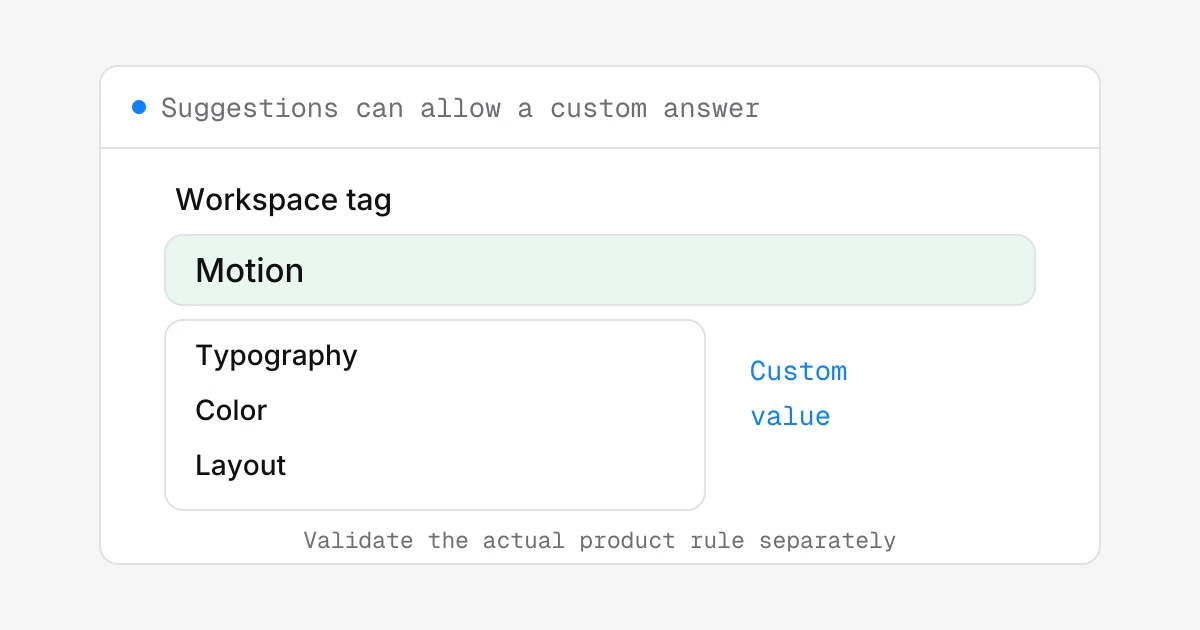 Suggestions can allow a custom answer
Workspace tag
Motion
Typography
Color
Layout
Custom
value
Validate the actual product rule separately